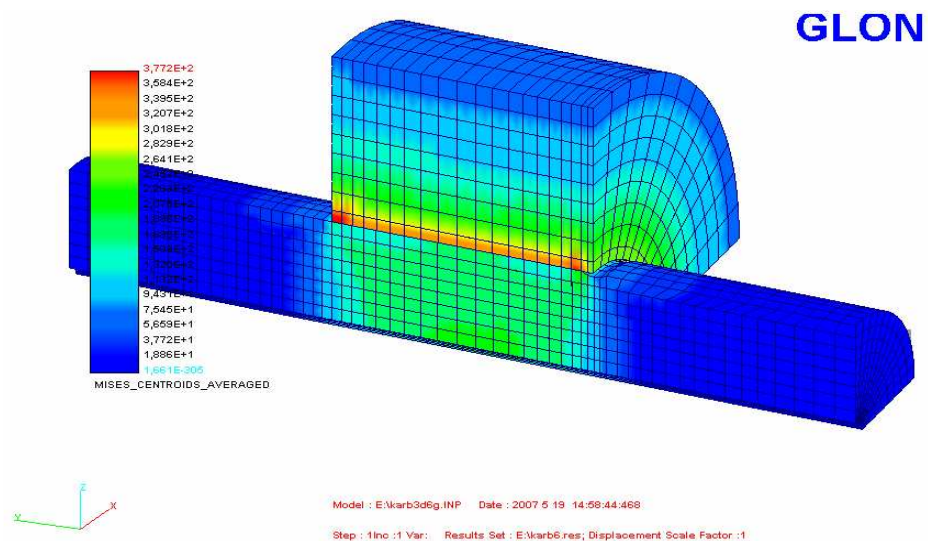 GLON
3,772E+2
3,584E+2
3,395E+2
3,207E+2
3,018E+2
2,829E+2
2,641E+2
9,431E+1
7,545E+1
5,659E+1
3,772E+1
1,886E+1
1,661E-305
MISES_CENTROIDS_AVERAGED
Z
Y
X
Model : E:\karb3d6g.INP Date : 2007 5 19 14:58:44:468
Step : 1Inc :1 Var: Results Set : E:\karb6.res; Displacement Scale Factor :1